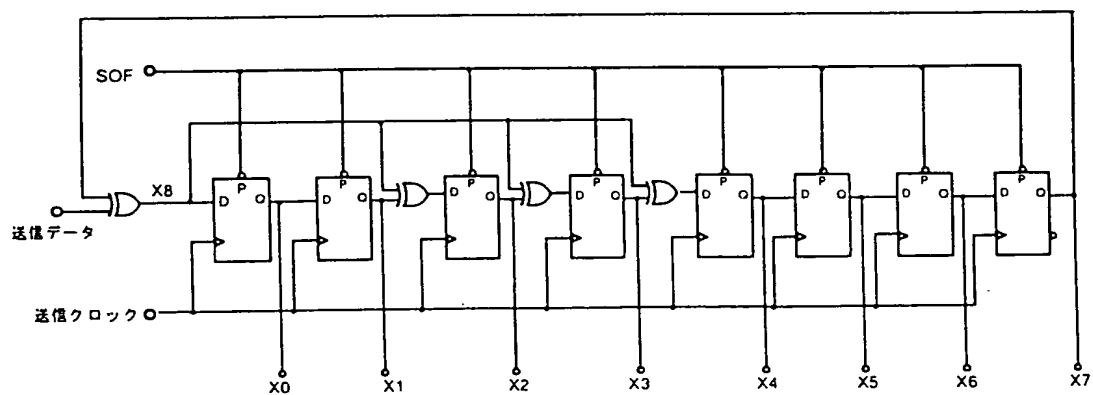 SOF
X8
P P P P P P P P
D Q D Q D Q D Q D Q D Q D Q D Q
送信データ
送信クロック
X0 X1 X2 X3 X4 X5 X6 X7